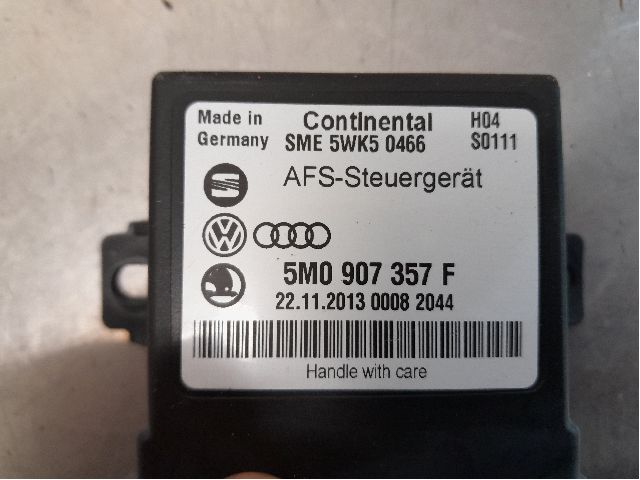 Made in
Germany
Continental
SME 5WK5 0466
H04
S0111
AFS-Steuergerät
5M0 907 357 F
22.11.2013 0008 2044
Handle with care